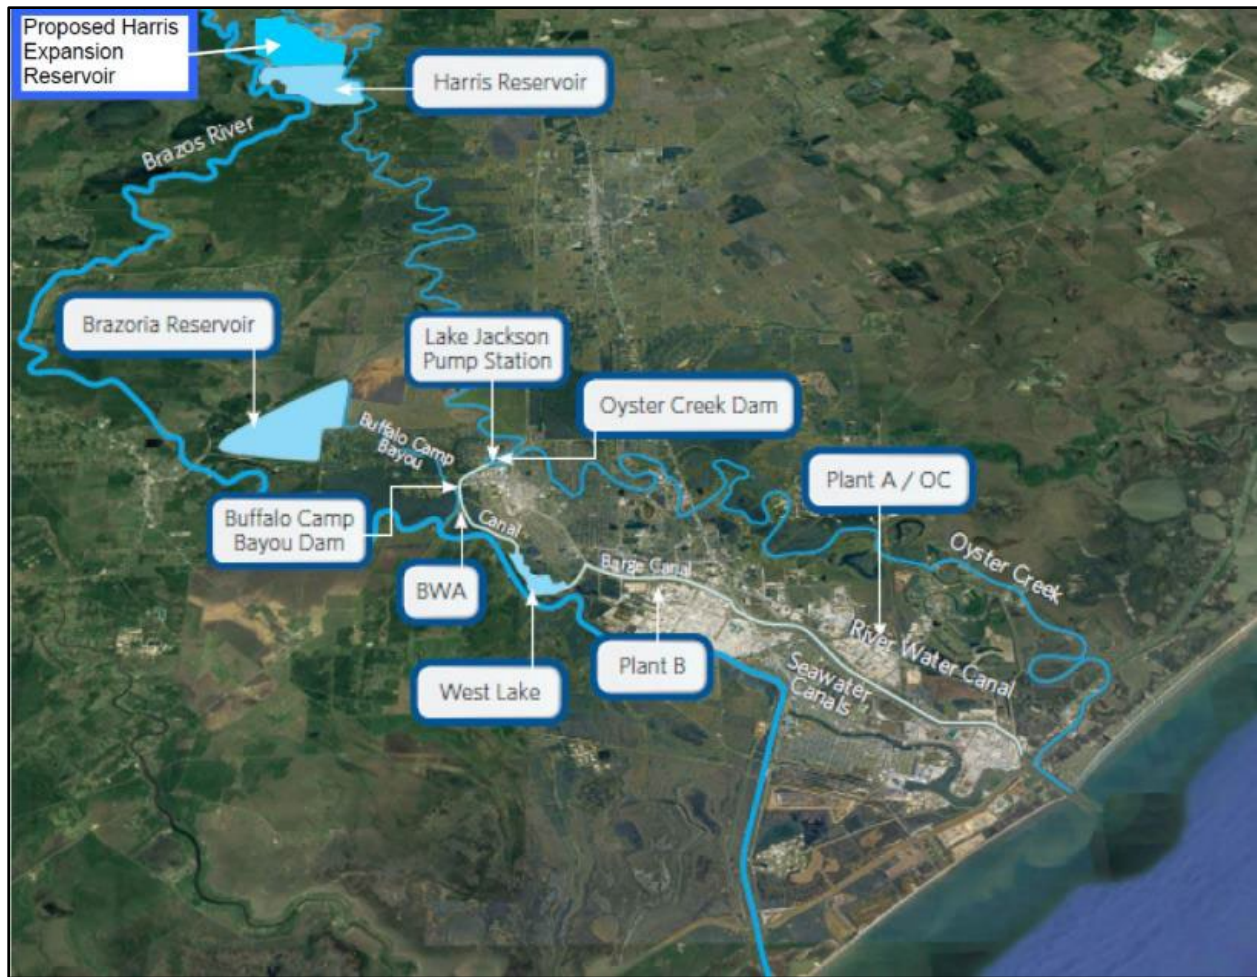 Proposed Harris
Expansion
Reservoir
Harris Reservoir
Brazos River
Brazoria Reservoir
Lake Jackson
Pump Station
Oyster Creek Dam
Buffalo Camp
Bayou
Plant A / OC
Buffalo Camp
Bayou Dam
Canal
Oyster Creek
BWA
Barge Canal
River Water Canal
Plant B
West Lake
Seawater
Canals